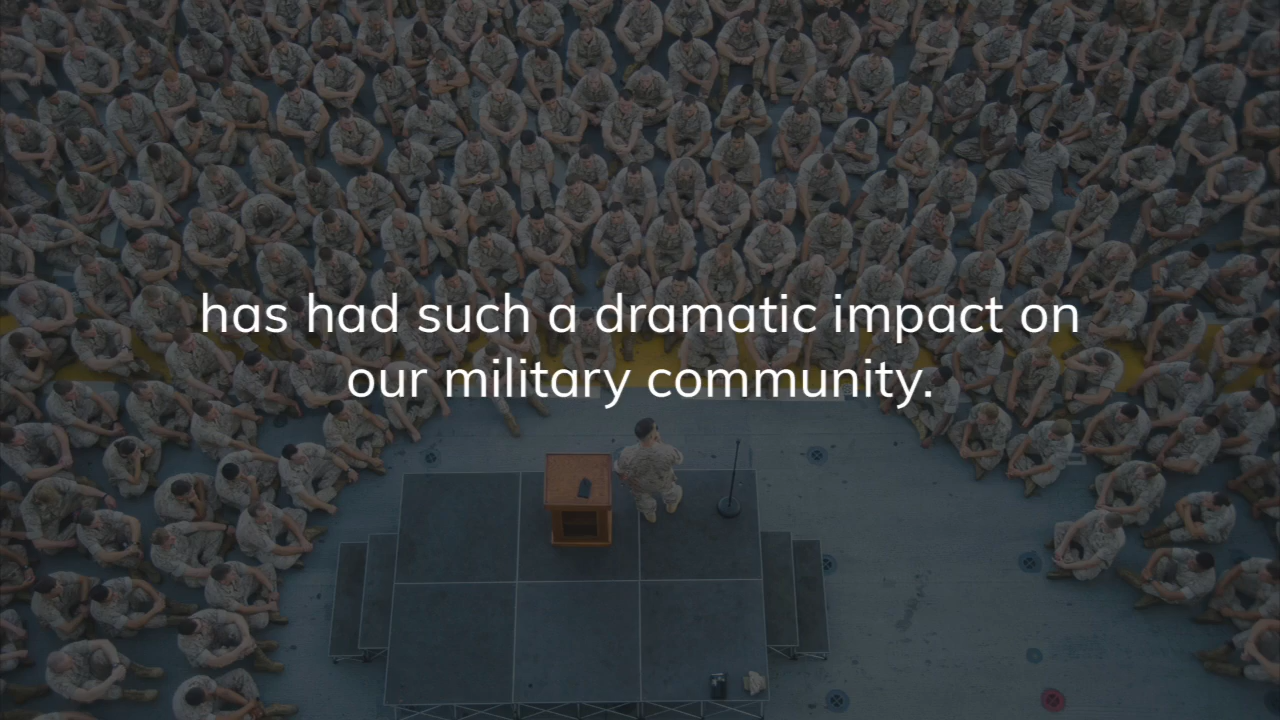 has had such a dramatic impact on
our military community.